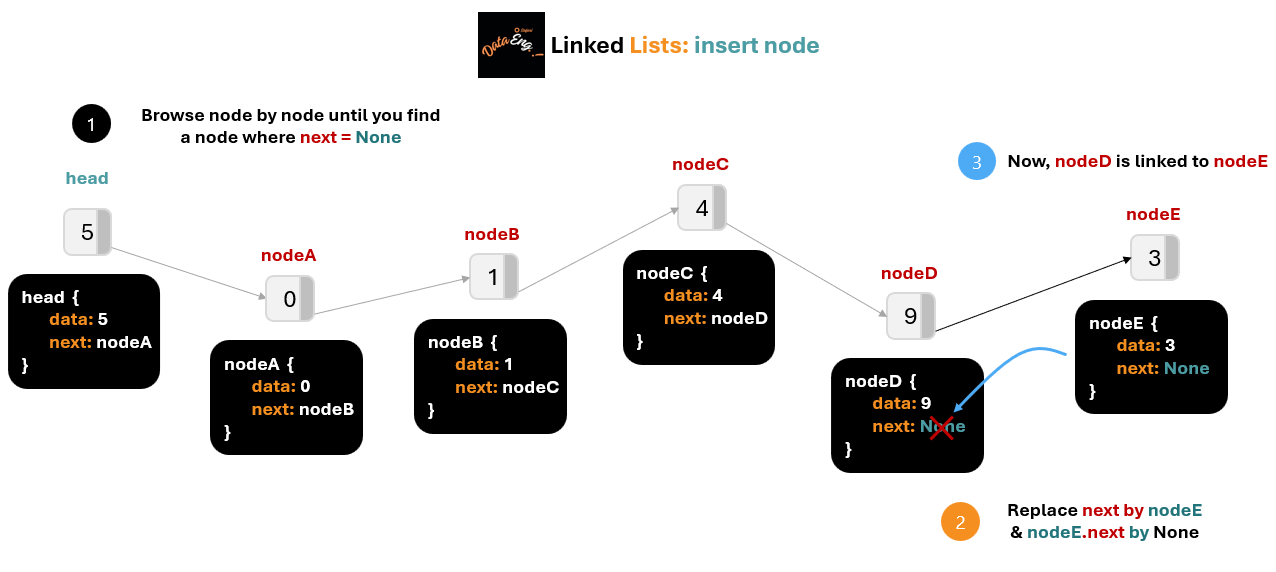 Data Eng.
Linked Lists: insert node
1
Browse node by node until you find
a node where next = None
head
5
head {
data: 5
next: nodeA
}
nodeA
0
nodeA {
data: 0
next: nodeB
}
nodeB
1
nodeB {
data: 1
next: nodeC
}
nodeC
4
nodeC {
data: 4
next: nodeD
}
nodeD
9
nodeD {
data: 9
next: None
}
3
Now, nodeD is linked to nodeE
nodeE
3
nodeE {
data: 3
next: None
}
2
Replace next by nodeE
& nodeE.next by None